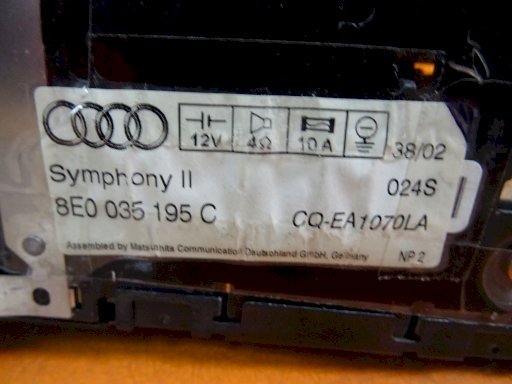 12V 4Ω 10A 38/02
Symphony II 024S
8E0 035 195 C CQ-EA1070LA
Assembled by Matsushita Communication Deutschland GmbH, Germany NP 2